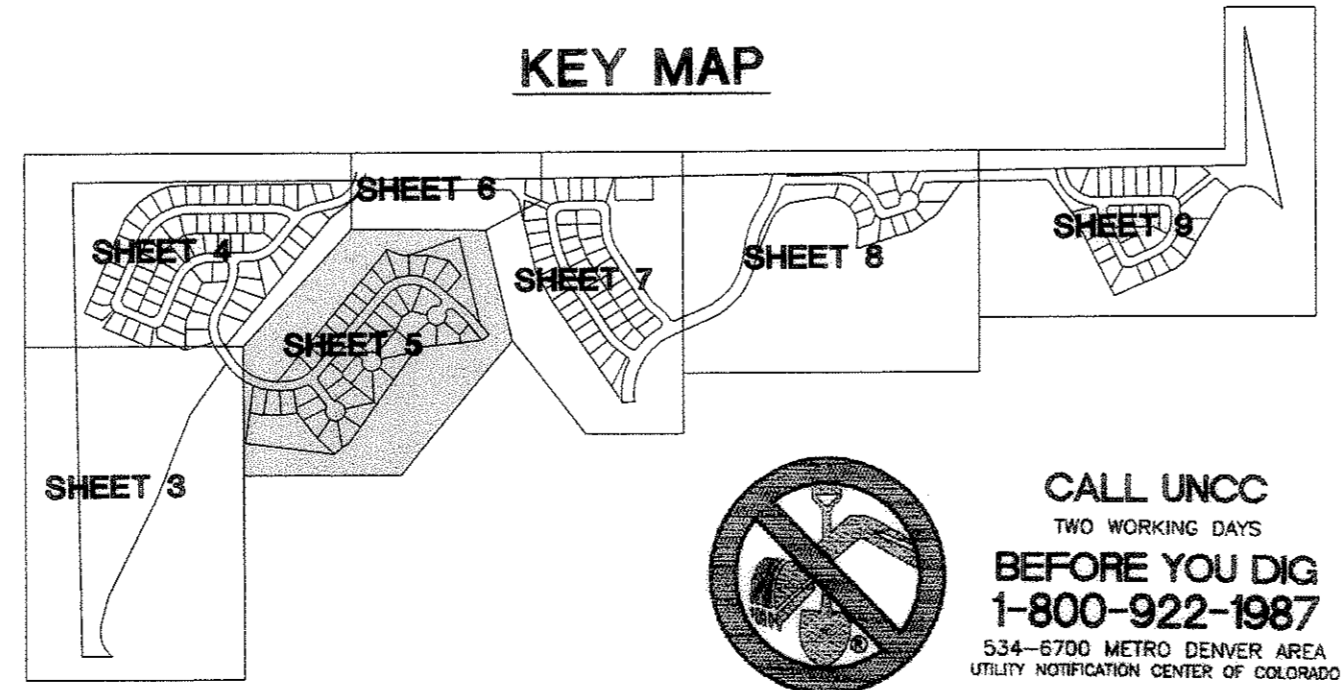 KEY MAP
SHEET 6
SHEET 4
SHEET 9
SHEET 8
SHEET 7
SHEET 5
SHEET 3
CALL UNCC
TWO WORKING DAYS
BEFORE YOU DIG
1-800-922-1987
534-6700 METRO DENVER AREA
UTILITY NOTIFICATION CENTER OF COLORADO
®